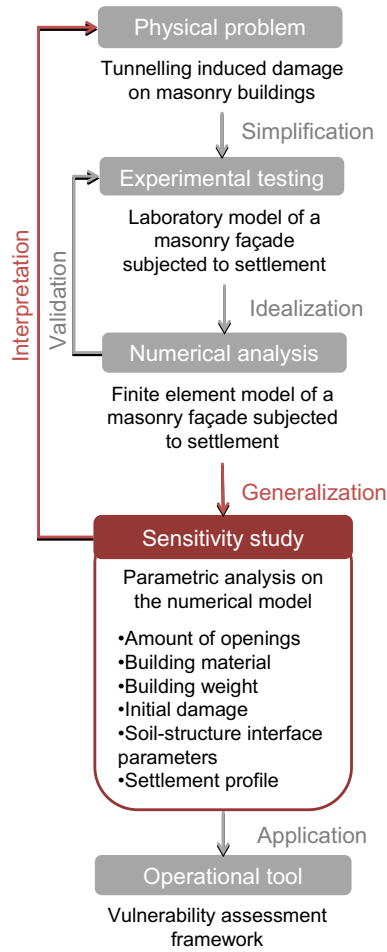 Physical problem
Tunnelling induced damage
on masonry buildings
Simplification
Experimental testing
Laboratory model of a
masonry façade
subjected to settlement
Idealization
Validation
Interpretation
Numerical analysis
Finite element model of a
masonry façade subjected
to settlement
Generalization
Sensitivity study
Parametric analysis on
the numerical model
•Amount of openings
•Building material
•Building weight
•Initial damage
•Soil-structure interface
parameters
•Settlement profile
Application
Operational tool
Vulnerability assessment
framework